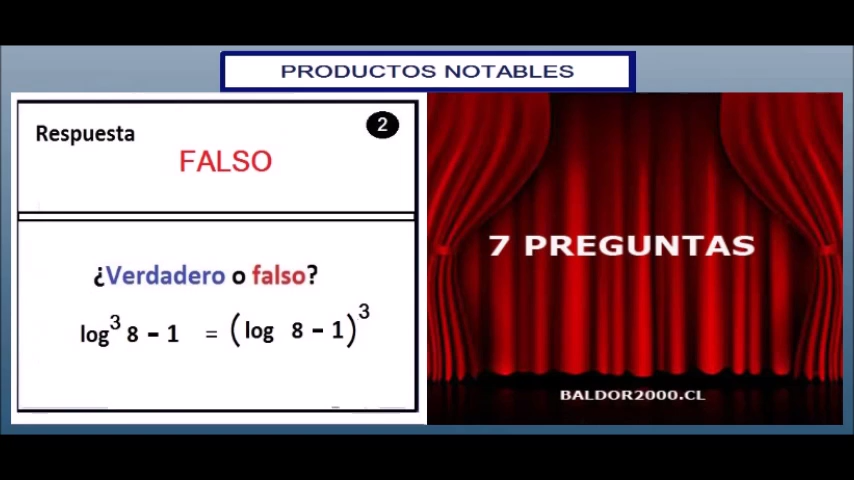 PRODUCTOS NOTABLES
Respuesta
2
FALSO
¿Verdadero o falso?
log³ 8 − 1 = (log 8 − 1)³
7 PREGUNTAS
BALDOR2000.CL